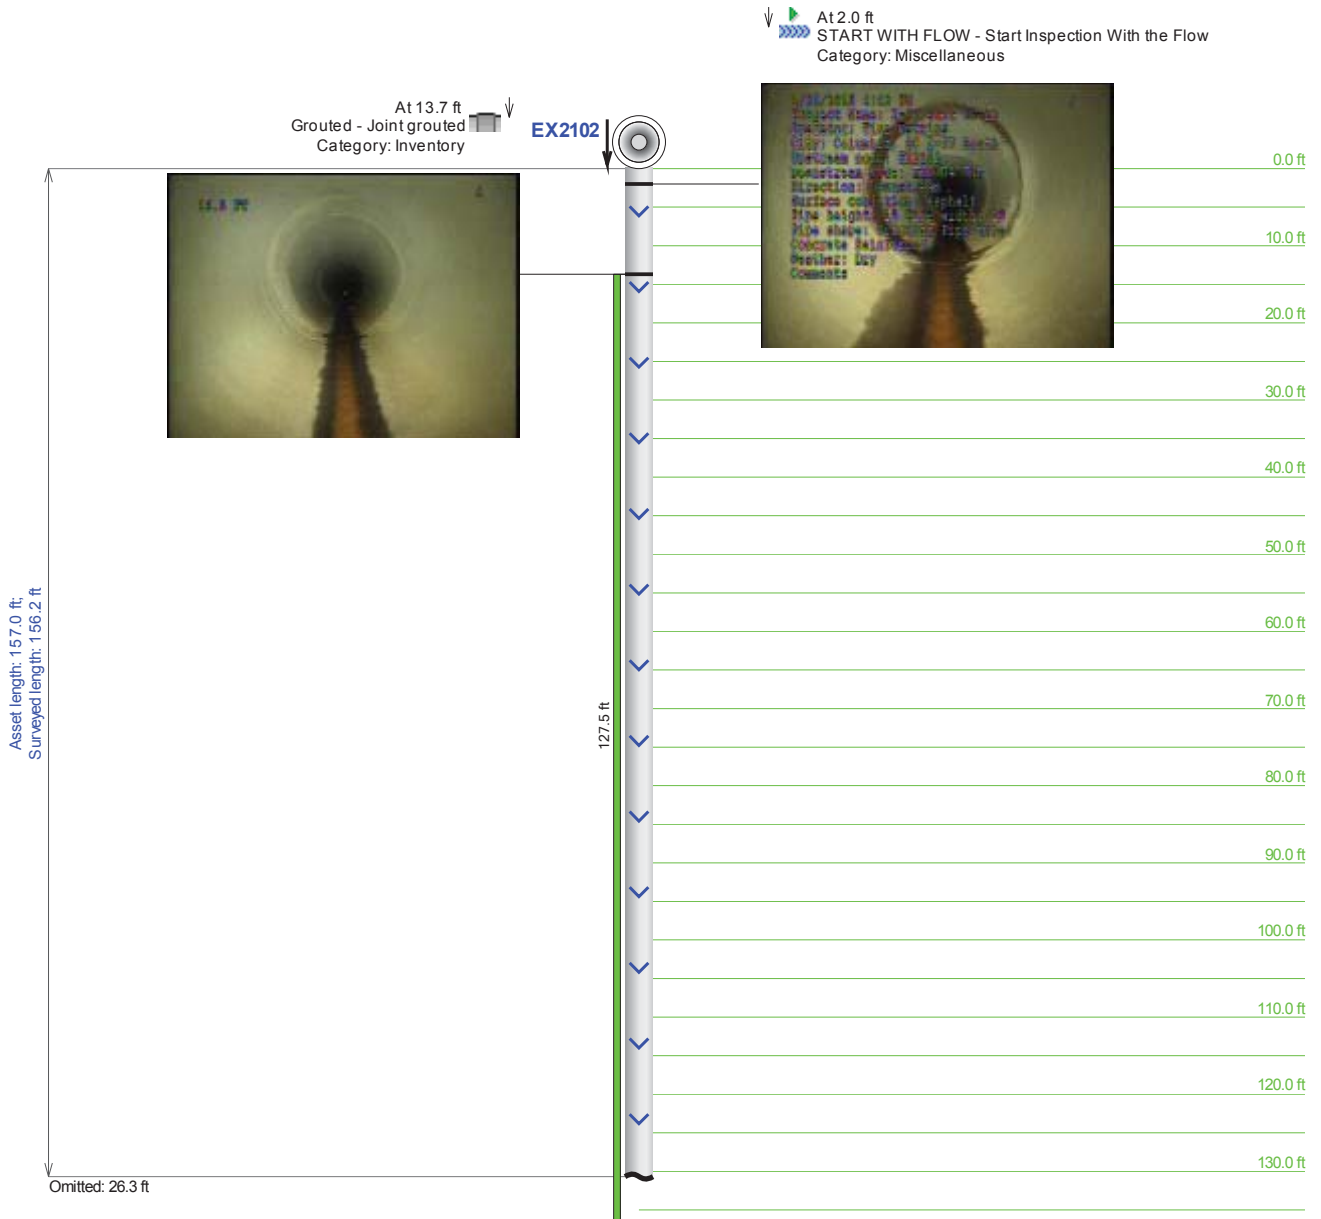 At 2.0 ft
START WITH FLOW - Start Inspection With the Flow
Category: Miscellaneous
At 13.7 ft
Grouted - Joint grouted
Category: Inventory
EX2102
0.0 ft
10.0 ft
20.0 ft
30.0 ft
40.0 ft
50.0 ft
60.0 ft
70.0 ft
80.0 ft
90.0 ft
100.0 ft
110.0 ft
120.0 ft
130.0 ft
Asset length: 157.0 ft;
Surveyed length: 156.2 ft
127.5 ft
Omitted: 26.3 ft
Comments